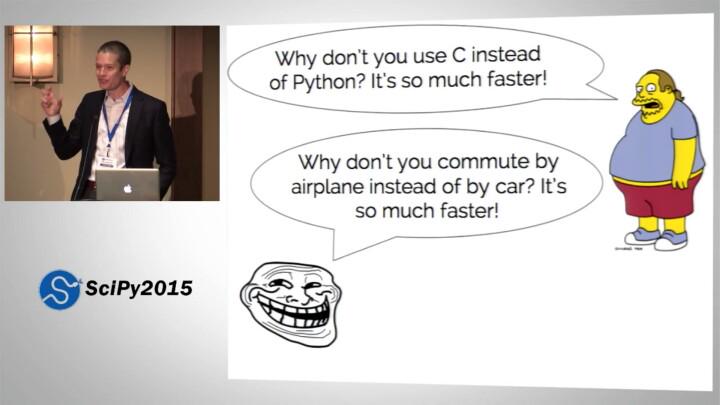 Why don't you use C instead
of Python? It's so much faster!
Why don't you commute by
airplane instead of by car? It's
so much faster!
SciPy2015